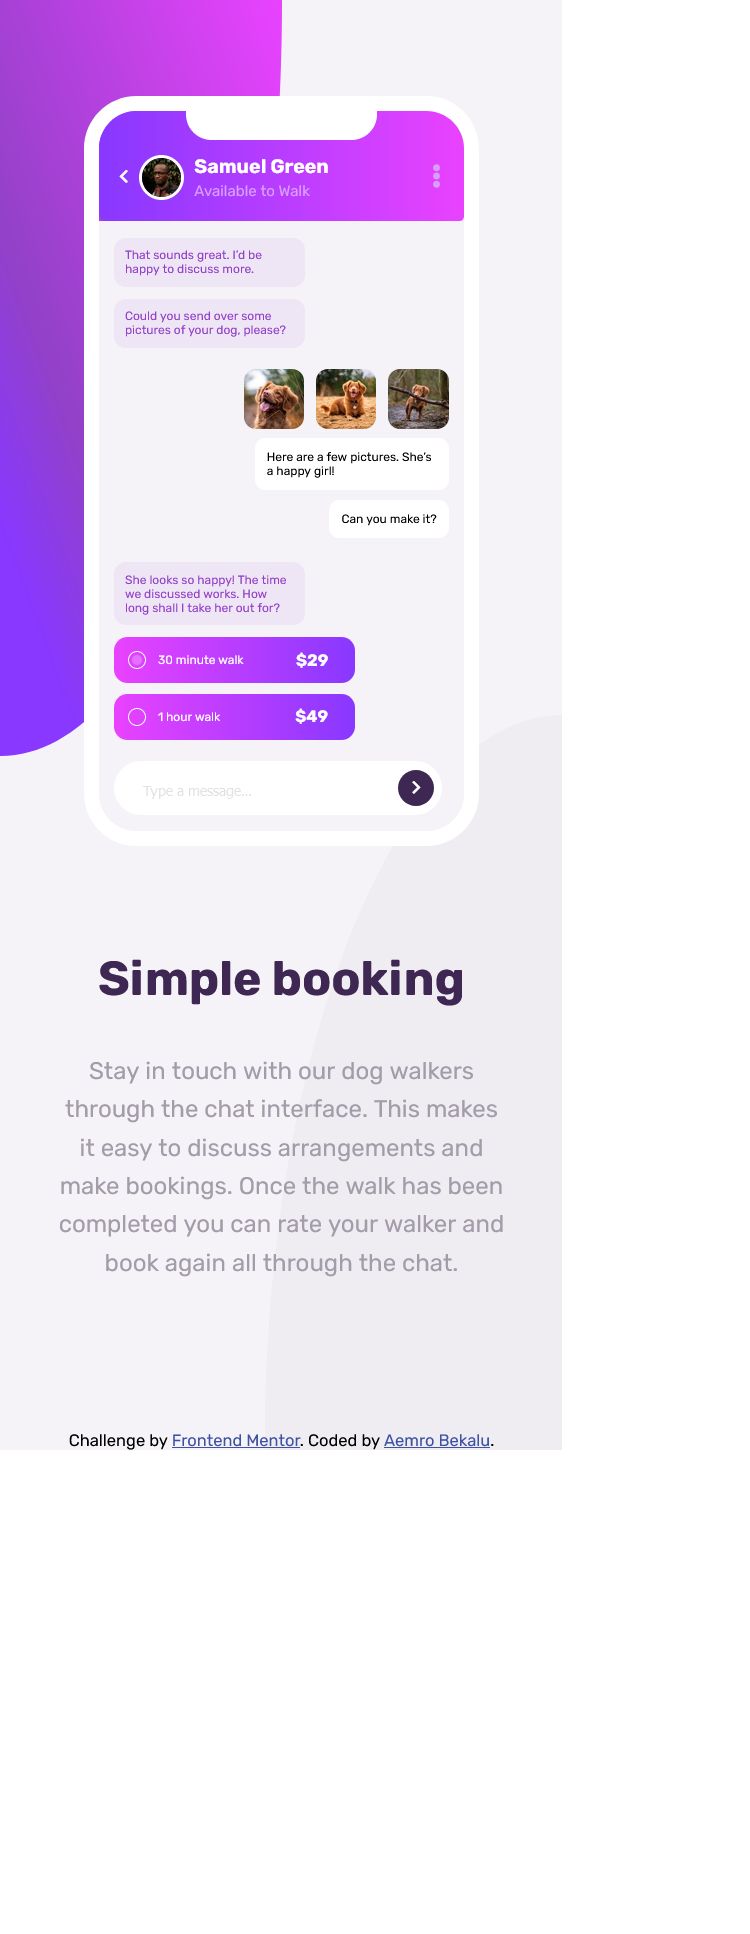 Samuel Green
Available to Walk
That sounds great. I'd be
happy to discuss more.
Could you send over some
pictures of your dog, please?
Here are a few pictures. She's
a happy girl!
Can you make it?
She looks so happy! The time
we discussed works. How
long shall I take her out for?
30 minute walk $29
1 hour walk $49
Type a message...
Simple booking
Stay in touch with our dog walkers
through the chat interface. This makes
it easy to discuss arrangements and
make bookings. Once the walk has been
completed you can rate your walker and
book again all through the chat.
Challenge by Frontend Mentor. Coded by Aemro Bekalu.